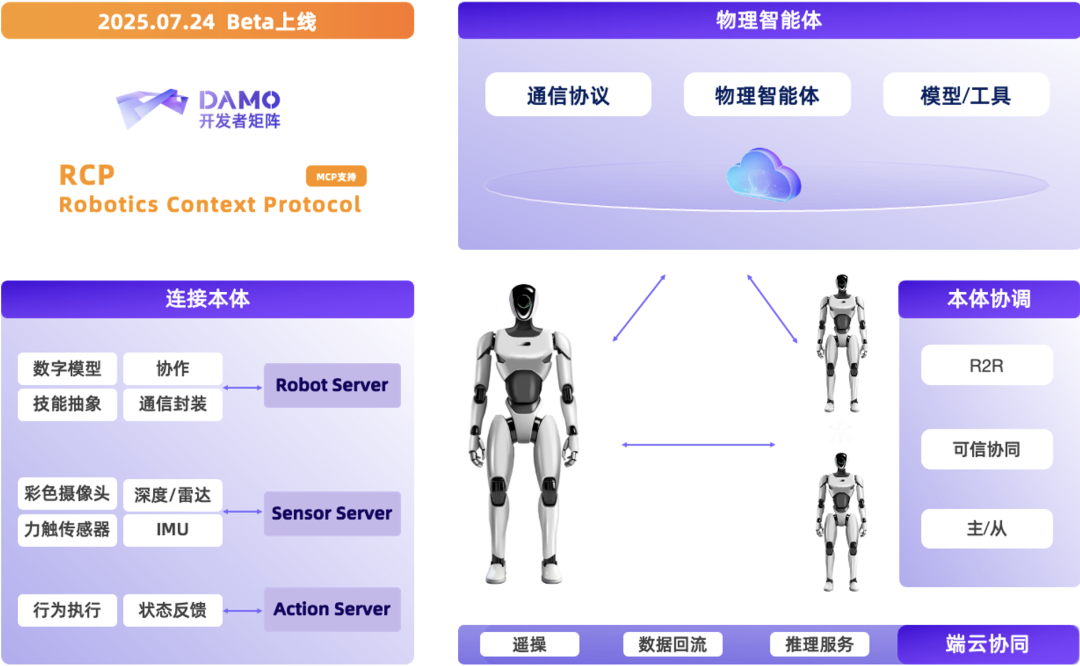 2025.07.24 Beta上线
DAMO
开发者矩阵
RCP
MCP支持
Robotics Context Protocol
物理智能体
通信协议
物理智能体
模型/工具
连接本体
数字模型
协作
技能抽象
通信封装
Robot Server
彩色摄像头
深度/雷达
力触传感器
IMU
Sensor Server
行为执行
状态反馈
Action Server
本体协调
R2R
可信协同
主/从
遥操
数据回流
推理服务
端云协同